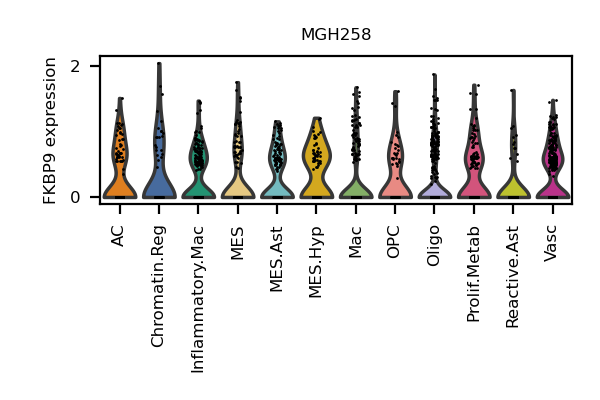 MGH258
FKBP9 expression
2
0
AC
Chromatin.Reg
Inflammatory.Mac
MES
MES.Ast
MES.Hyp
Mac
OPC
Oligo
Prolif.Metab
Reactive.Ast
Vasc